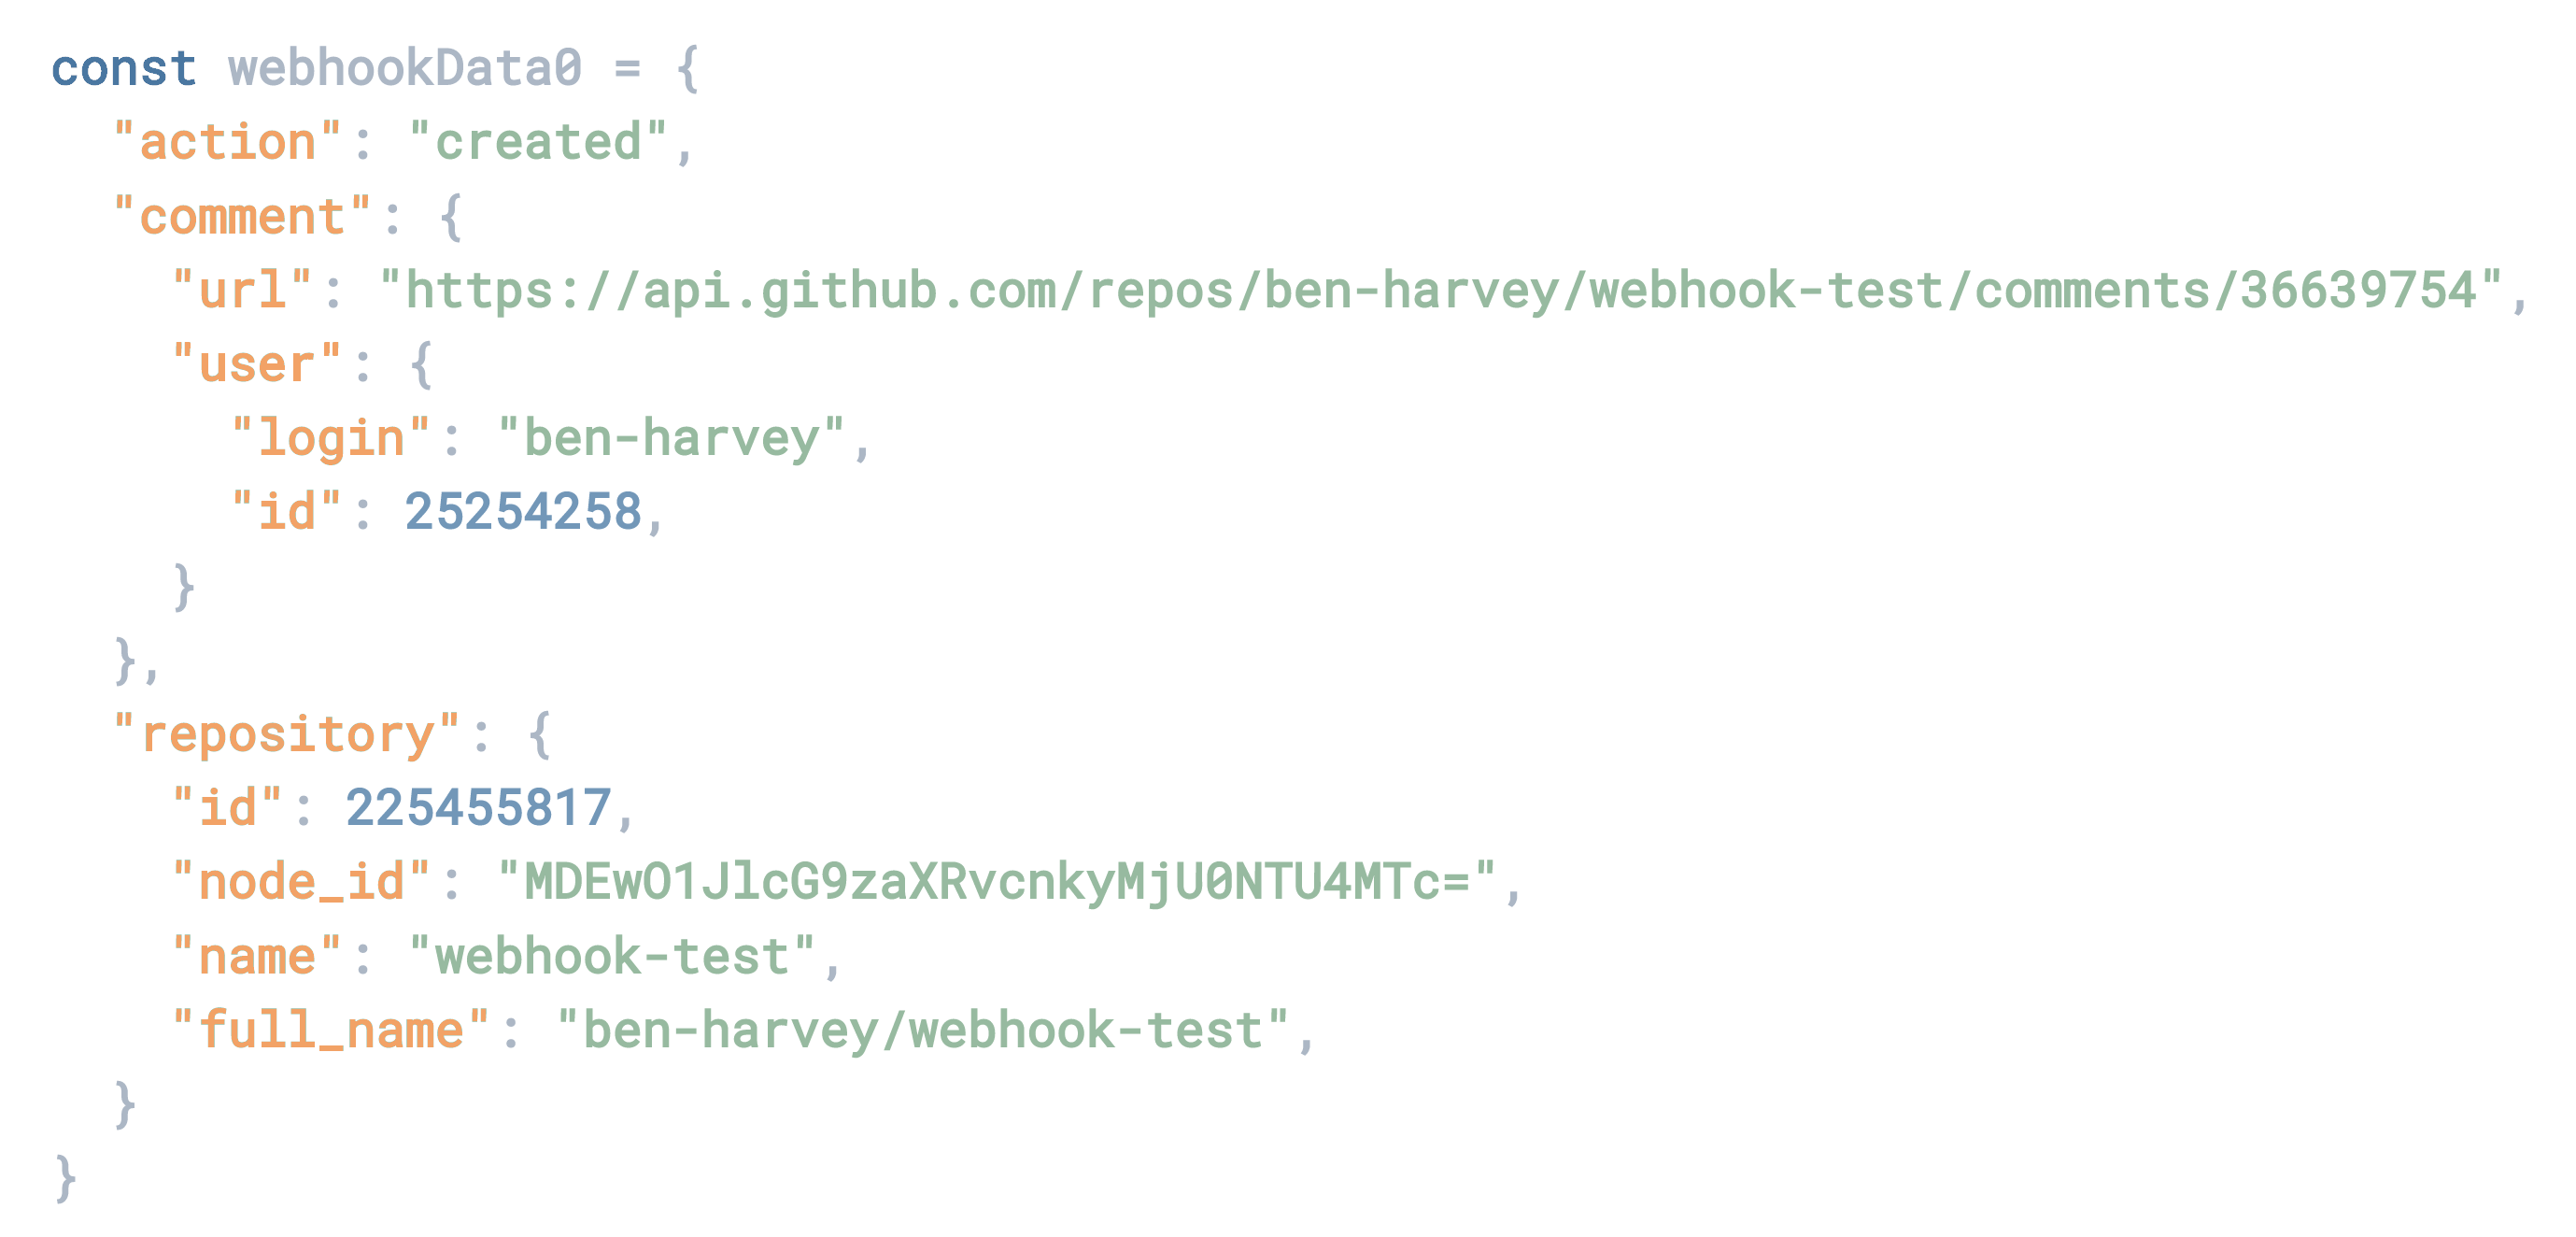 const webhookData0 = {
  "action": "created",
  "comment": {
    "url": "https://api.github.com/repos/ben-harvey/webhook-test/comments/36639754",
    "user": {
      "login": "ben-harvey",
      "id": 25254258,
    }
  },
  "repository": {
    "id": 225455817,
    "node_id": "MDEwO1JlcG9zaXRvcnkyMjU0NTU4MTc=",
    "name": "webhook-test",
    "full_name": "ben-harvey/webhook-test",
  }
}